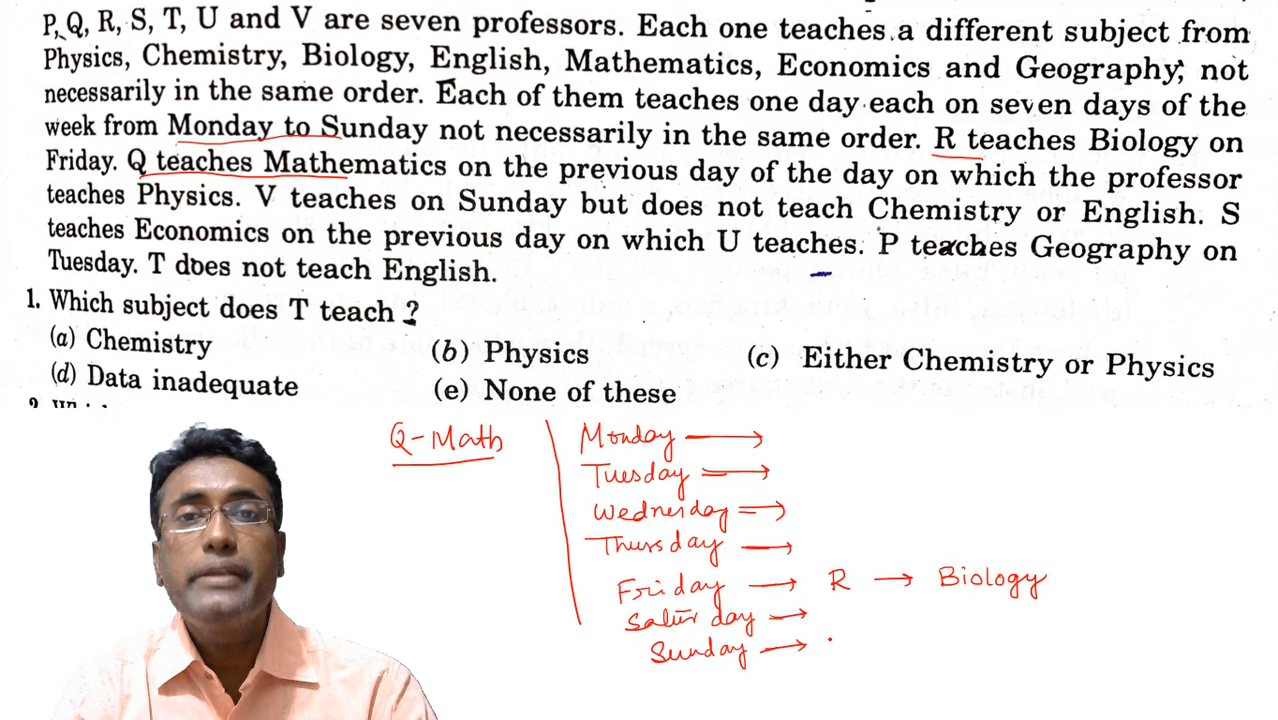 P, Q, R, S, T, U and V are seven professors. Each one teaches a different subject from
Physics, Chemistry, Biology, English, Mathematics, Economics and Geography, not
necessarily in the same order. Each of them teaches one day each on seven days of the
week from Monday to Sunday not necessarily in the same order. R teaches Biology on
Friday. Q teaches Mathematics on the previous day of the day on which the professor
teaches Physics. V teaches on Sunday but does not teach Chemistry or English. S
teaches Economics on the previous day on which U teaches. P teaches Geography on
Tuesday. T does not teach English.
1. Which subject does T teach ?
(a) Chemistry (b) Physics (c) Either Chemistry or Physics
(d) Data inadequate (e) None of these
Q-Math
Monday →
Tuesday →
Wednesday →
Thursday →
Friday → R → Biology
Saturday →
Sunday →